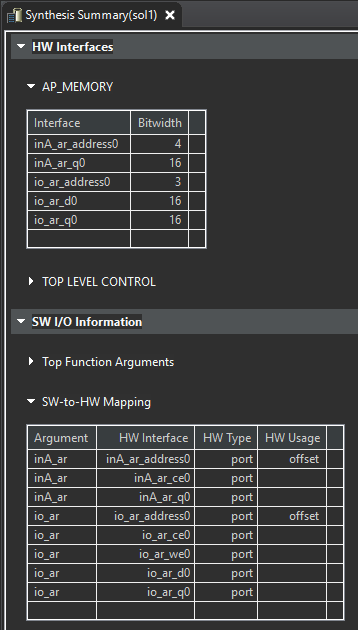 Synthesis Summary(sol1)
HW Interfaces
AP_MEMORY
Interface Bitwidth
inA_ar_address0 4
inA_ar_q0 16
io_ar_address0 3
io_ar_d0 16
io_ar_q0 16
TOP LEVEL CONTROL
SW I/O Information
Top Function Arguments
SW-to-HW Mapping
Argument HW Interface HW Type HW Usage
inA_ar inA_ar_address0 port offset
inA_ar inA_ar_ce0 port
inA_ar inA_ar_q0 port
io_ar io_ar_address0 port offset
io_ar io_ar_ce0 port
io_ar io_ar_we0 port
io_ar io_ar_d0 port
io_ar io_ar_q0 port